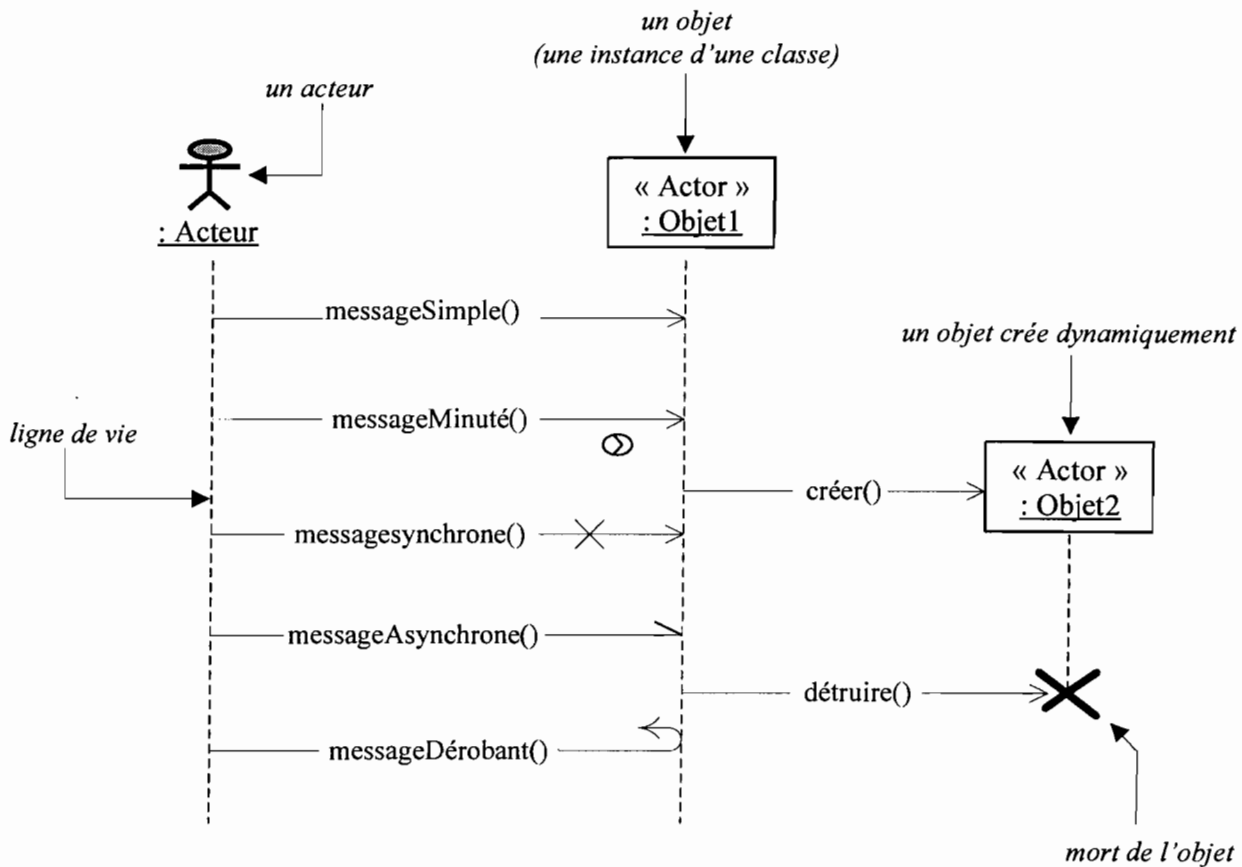 un objet
(une instance d'une classe)
un acteur
« Actor »
: Objet1
: Acteur
messageSimple()
un objet crée dynamiquement
messageMinuté()
ligne de vie
« Actor »
: Objet2
créer()
messagesynchrone()
messageAsynchrone()
détruire()
messageDérobant()
mort de l'objet